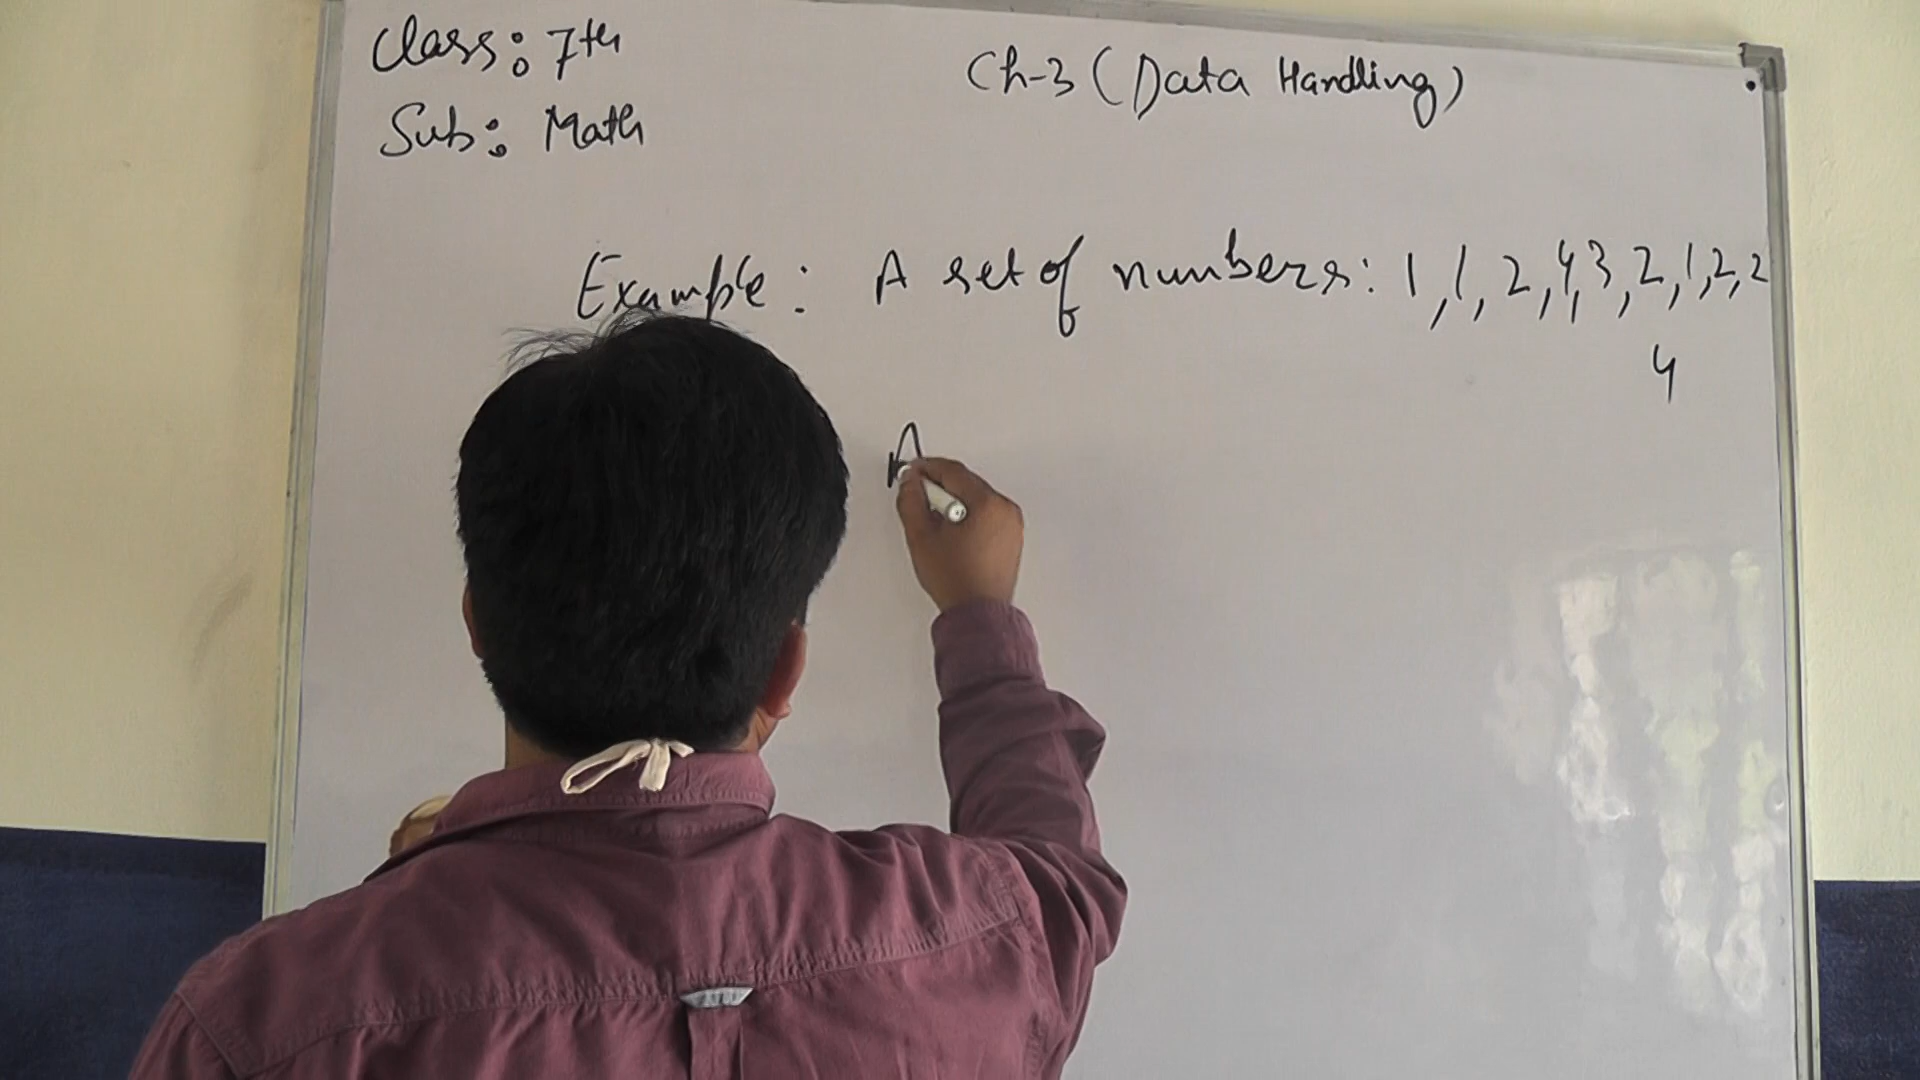 Class: 7th
Sub: Math
Ch-3 (Data Handling)
Example: A set of numbers: 1, 1, 2, 4, 3, 2, 1, 2, 2
4
A